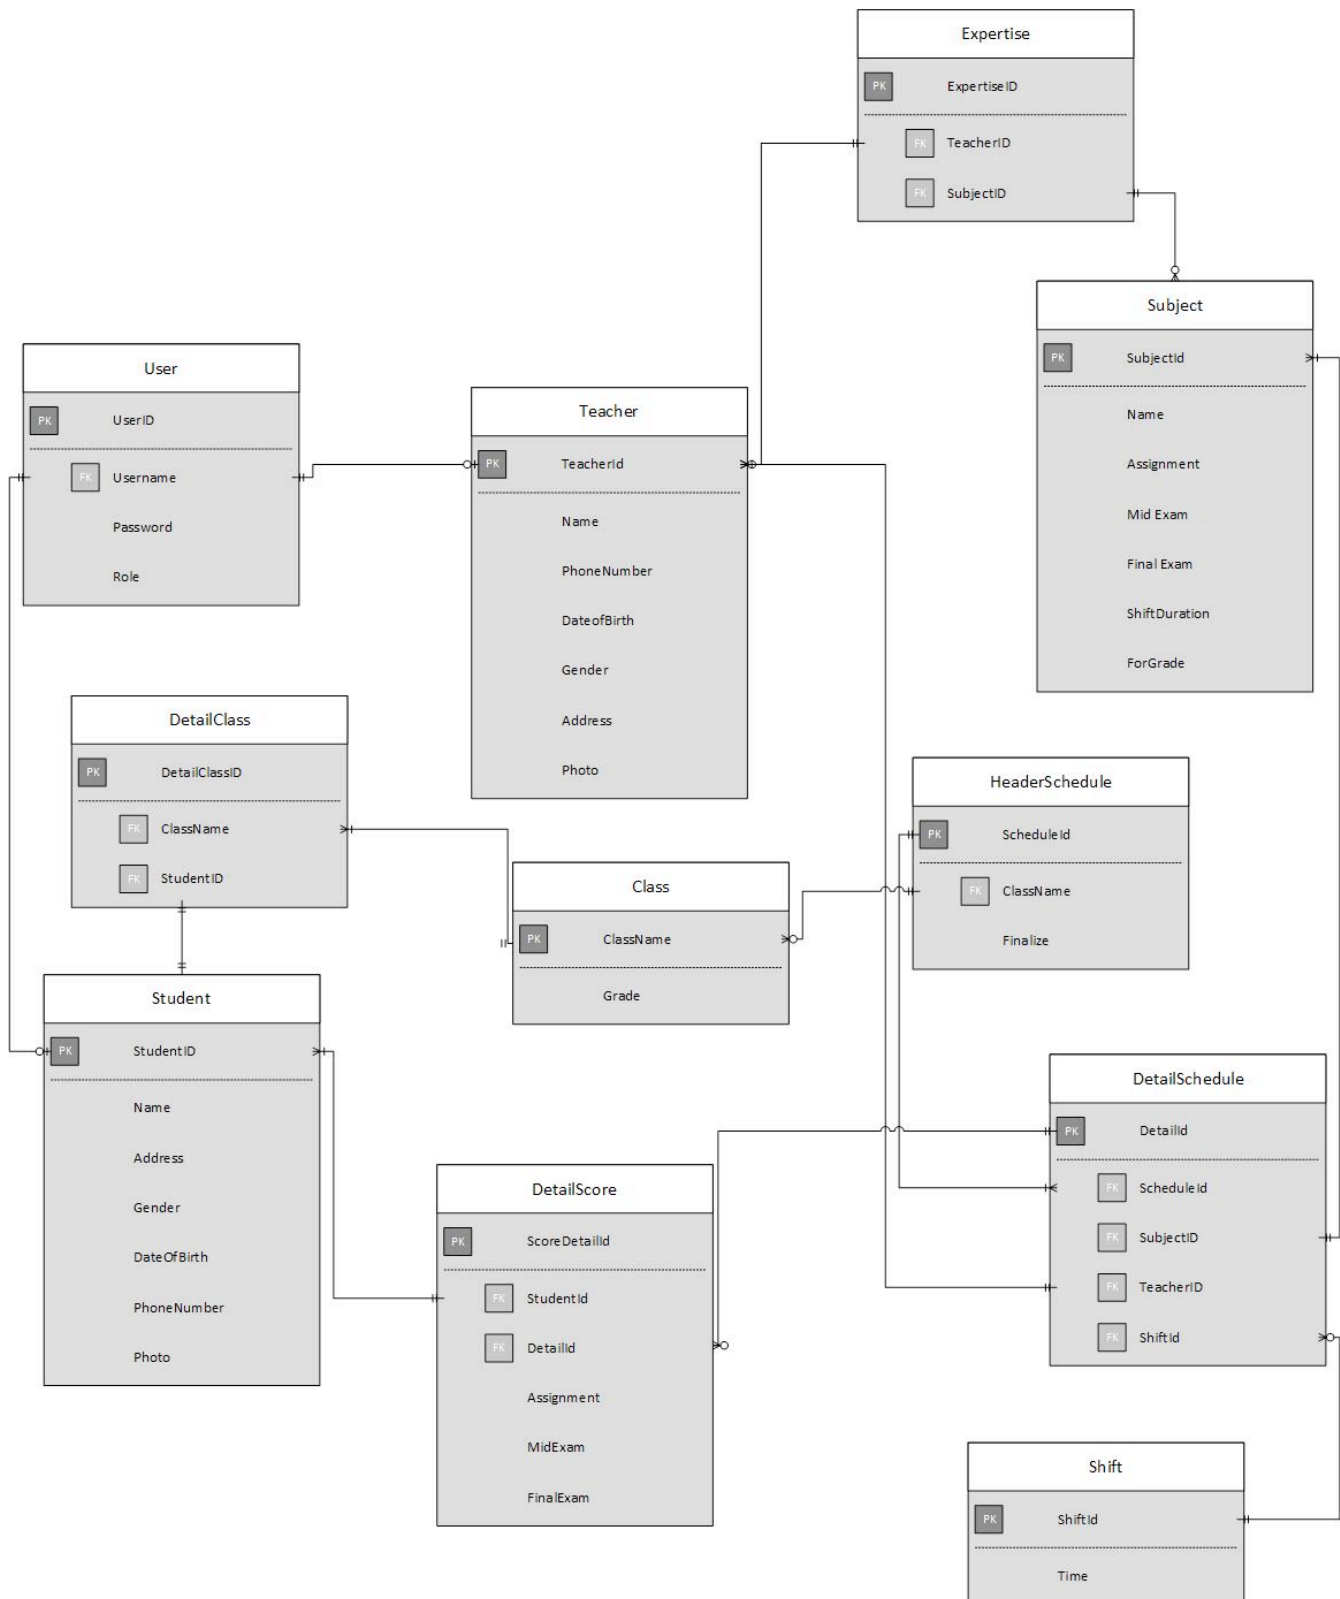 Expertise
PK ExpertiseID
FK TeacherID
FK SubjectID
Subject
PK SubjectId
Name
Assignment
Mid Exam
Final Exam
ShiftDuration
ForGrade
User
PK UserID
FK Username
Password
Role
Teacher
PK TeacherId
Name
PhoneNumber
DateofBirth
Gender
Address
Photo
DetailClass
PK DetailClassID
FK ClassName
FK StudentID
Class
PK ClassName
Grade
HeaderSchedule
PK ScheduleId
FK ClassName
Finalize
Student
PK StudentID
Name
Address
Gender
DateOfBirth
PhoneNumber
Photo
DetailScore
PK ScoreDetailId
FK StudentId
FK DetailId
Assignment
MidExam
FinalExam
DetailSchedule
PK DetailId
FK ScheduleId
FK SubjectID
FK TeacherID
FK ShiftId
Shift
PK ShiftId
Time